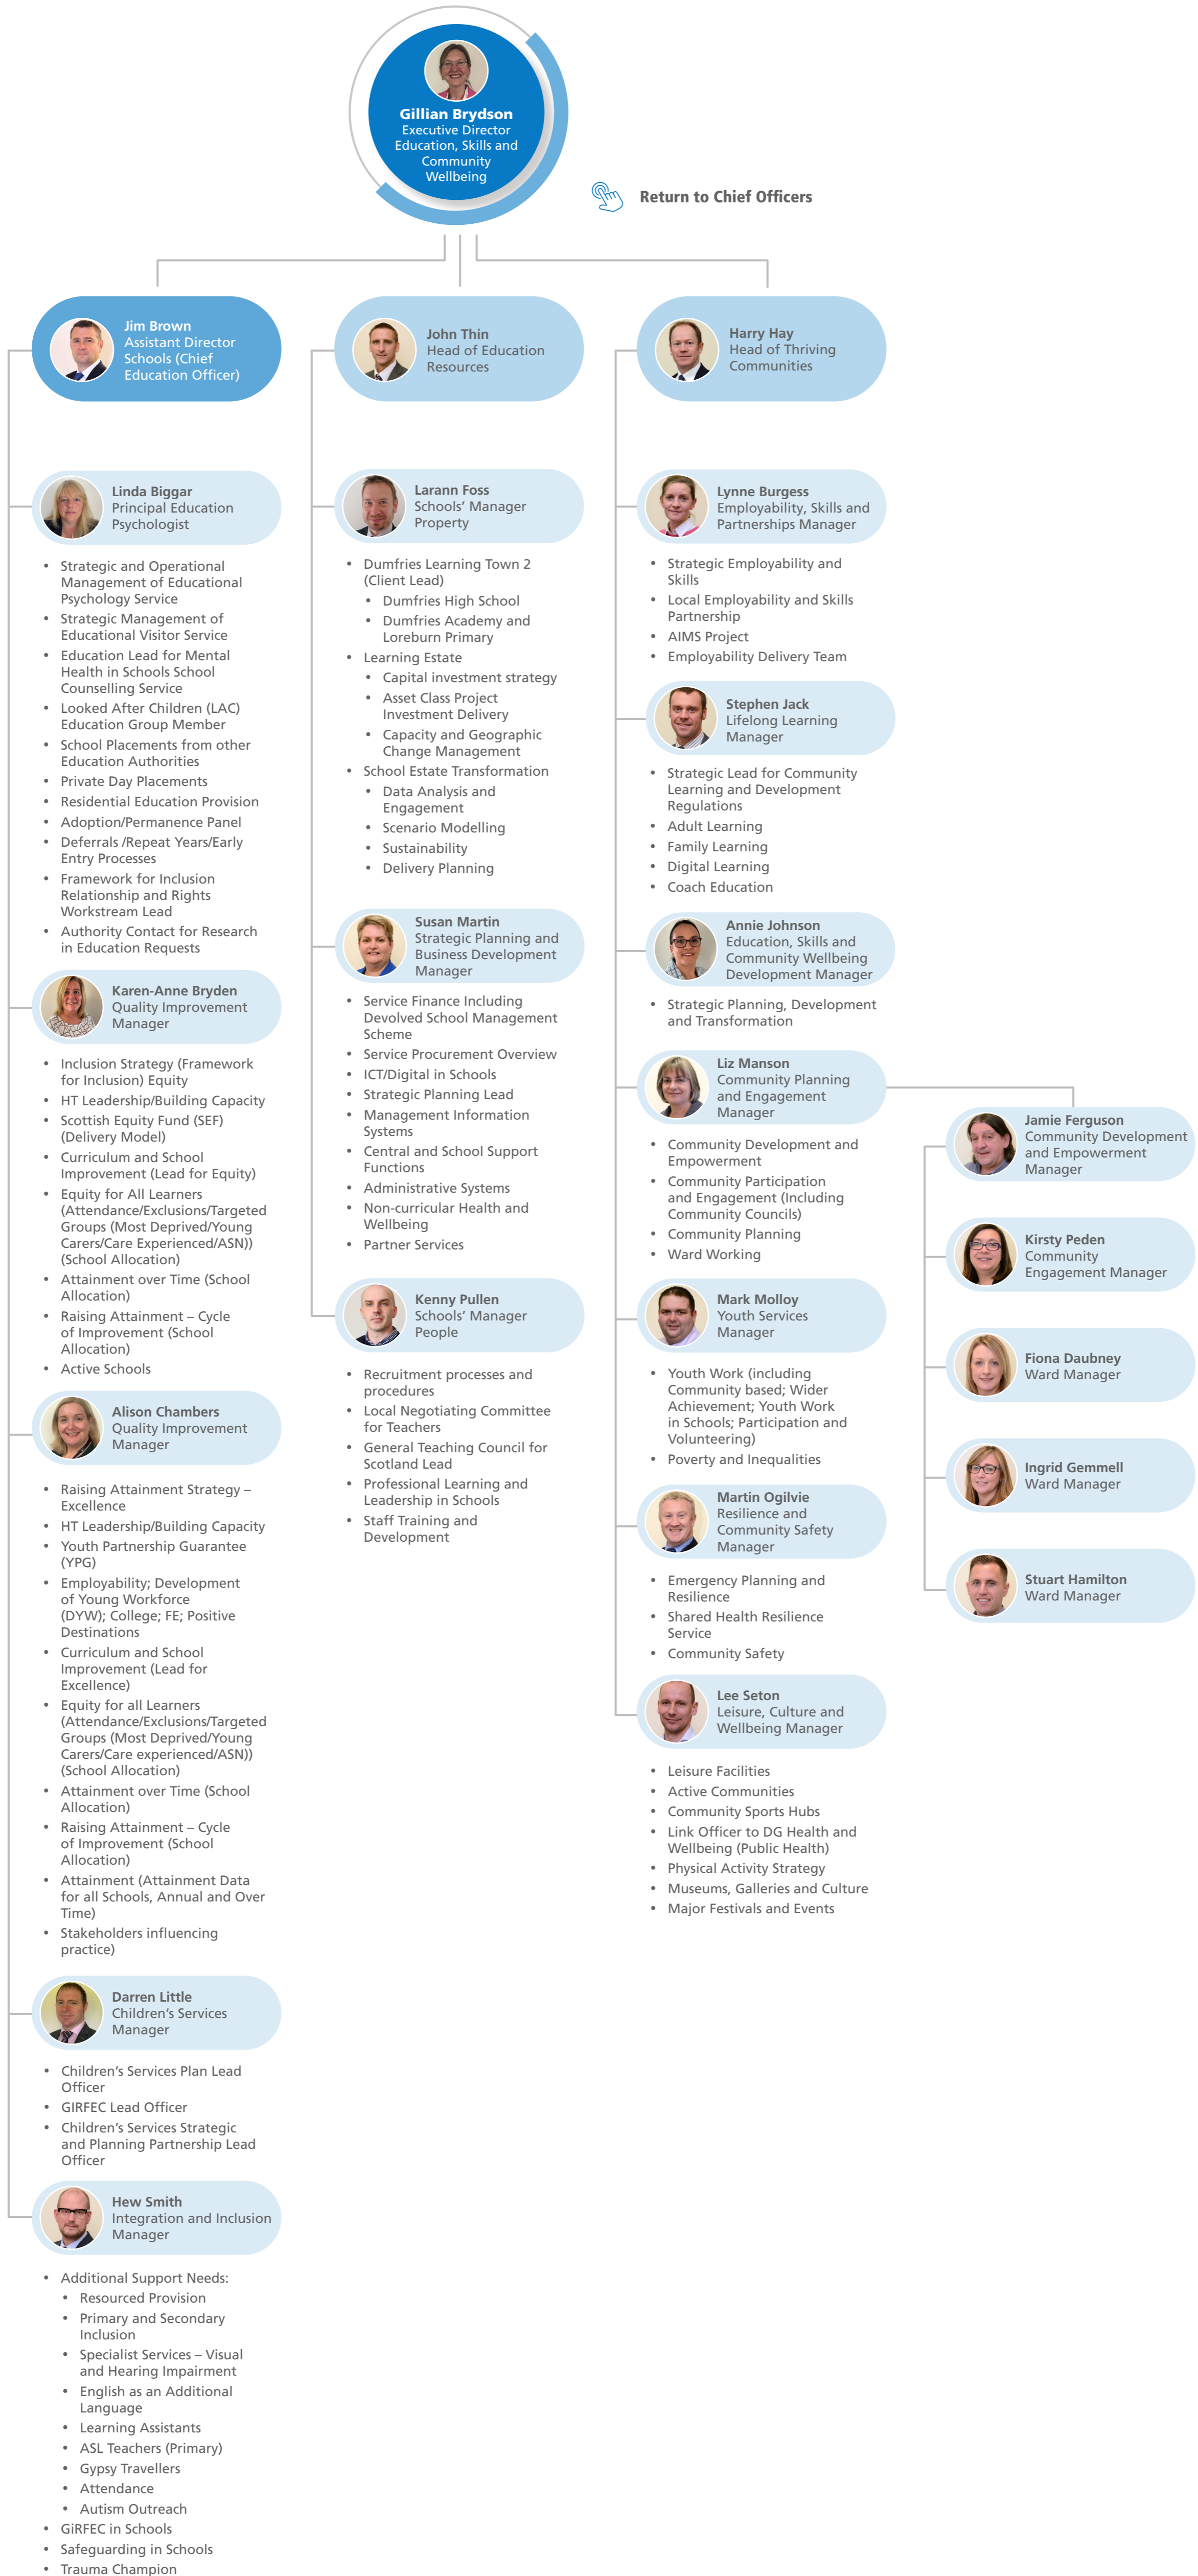 Gillian Brydson
Executive Director
Education, Skills and
Community
Wellbeing
Return to Chief Officers
Jim Brown
Assistant Director
Schools (Chief
Education Officer)
Linda Biggar
Principal Education
Psychologist
• Strategic and Operational
Management of Educational
Psychology Service
• Strategic Management of
Educational Visitor Service
• Education Lead for Mental
Health in Schools School
Counselling Service
• Looked After Children (LAC)
Education Group Member
• School Placements from other
Education Authorities
• Private Day Placements
• Residential Education Provision
• Adoption/Permanence Panel
• Deferrals /Repeat Years/Early
Entry Processes
• Framework for Inclusion
Relationship and Rights
Workstream Lead
• Authority Contact for Research
in Education Requests
Karen-Anne Bryden
Quality Improvement
Manager
• Inclusion Strategy (Framework
for Inclusion) Equity
• HT Leadership/Building Capacity
• Scottish Equity Fund (SEF)
(Delivery Model)
• Curriculum and School
Improvement (Lead for Equity)
• Equity for All Learners
(Attendance/Exclusions/Targeted
Groups (Most Deprived/Young
Carers/Care Experienced/ASN))
(School Allocation)
• Attainment over Time (School
Allocation)
• Raising Attainment – Cycle
of Improvement (School
Allocation)
• Active Schools
Alison Chambers
Quality Improvement
Manager
• Raising Attainment Strategy –
Excellence
• HT Leadership/Building Capacity
• Youth Partnership Guarantee
(YPG)
• Employability; Development
of Young Workforce
(DYW); College; FE; Positive
Destinations
• Curriculum and School
Improvement (Lead for
Excellence)
• Equity for all Learners
(Attendance/Exclusions/Targeted
Groups (Most Deprived/Young
Carers/Care experienced/ASN))
(School Allocation)
• Attainment over Time (School
Allocation)
• Raising Attainment – Cycle
of Improvement (School
Allocation)
• Attainment (Attainment Data
for all Schools, Annual and Over
Time)
• Stakeholders influencing
practice)
Darren Little
Children's Services
Manager
• Children's Services Plan Lead
Officer
• GIRFEC Lead Officer
• Children's Services Strategic
and Planning Partnership Lead
Officer
Hew Smith
Integration and Inclusion
Manager
• Additional Support Needs:
• Resourced Provision
• Primary and Secondary
Inclusion
• Specialist Services – Visual
and Hearing Impairment
• English as an Additional
Language
• Learning Assistants
• ASL Teachers (Primary)
• Gypsy Travellers
• Attendance
• Autism Outreach
• GiRFEC in Schools
• Safeguarding in Schools
• Trauma Champion
John Thin
Head of Education
Resources
Larann Foss
Schools' Manager
Property
• Dumfries Learning Town 2
(Client Lead)
• Dumfries High School
• Dumfries Academy and
Loreburn Primary
• Learning Estate
• Capital investment strategy
• Asset Class Project
Investment Delivery
• Capacity and Geographic
Change Management
• School Estate Transformation
• Data Analysis and
Engagement
• Scenario Modelling
• Sustainability
• Delivery Planning
Susan Martin
Strategic Planning and
Business Development
Manager
• Service Finance Including
Devolved School Management
Scheme
• Service Procurement Overview
• ICT/Digital in Schools
• Strategic Planning Lead
• Management Information
Systems
• Central and School Support
Functions
• Administrative Systems
• Non-curricular Health and
Wellbeing
• Partner Services
Kenny Pullen
Schools' Manager
People
• Recruitment processes and
procedures
• Local Negotiating Committee
for Teachers
• General Teaching Council for
Scotland Lead
• Professional Learning and
Leadership in Schools
• Staff Training and
Development
Harry Hay
Head of Thriving
Communities
Lynne Burgess
Employability, Skills and
Partnerships Manager
• Strategic Employability and
Skills
• Local Employability and Skills
Partnership
• AIMS Project
• Employability Delivery Team
Stephen Jack
Lifelong Learning
Manager
• Strategic Lead for Community
Learning and Development
Regulations
• Adult Learning
• Family Learning
• Digital Learning
• Coach Education
Annie Johnson
Education, Skills and
Community Wellbeing
Development Manager
• Strategic Planning, Development
and Transformation
Liz Manson
Community Planning
and Engagement
Manager
• Community Development and
Empowerment
• Community Participation
and Engagement (Including
Community Councils)
• Community Planning
• Ward Working
Mark Molloy
Youth Services
Manager
• Youth Work (including
Community based; Wider
Achievement; Youth Work
in Schools; Participation and
Volunteering)
• Poverty and Inequalities
Martin Ogilvie
Resilience and
Community Safety
Manager
• Emergency Planning and
Resilience
• Shared Health Resilience
Service
• Community Safety
Lee Seton
Leisure, Culture and
Wellbeing Manager
• Leisure Facilities
• Active Communities
• Community Sports Hubs
• Link Officer to DG Health and
Wellbeing (Public Health)
• Physical Activity Strategy
• Museums, Galleries and Culture
• Major Festivals and Events
Jamie Ferguson
Community Development
and Empowerment
Manager
Kirsty Peden
Community
Engagement Manager
Fiona Daubney
Ward Manager
Ingrid Gemmell
Ward Manager
Stuart Hamilton
Ward Manager